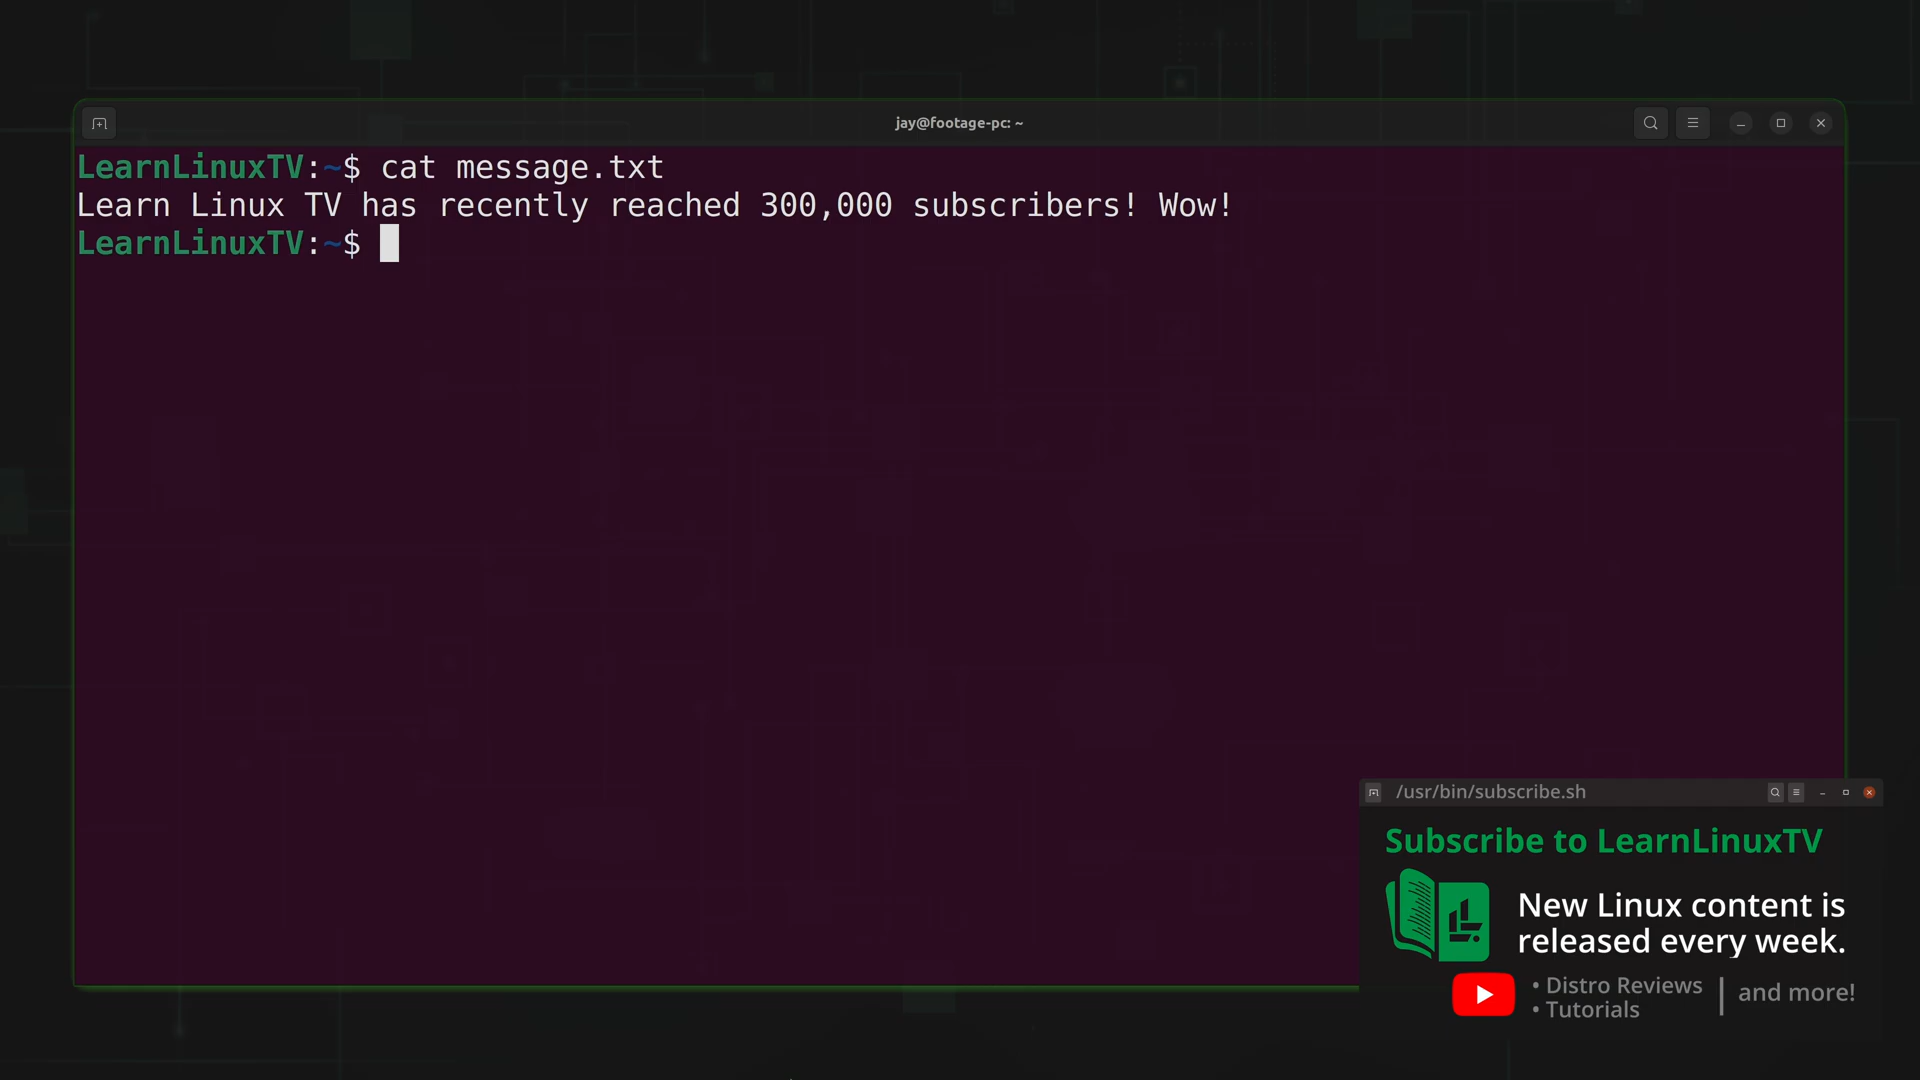 jay@footage-pc: ~
LearnLinuxTV:~$ cat message.txt
Learn Linux TV has recently reached 300,000 subscribers! Wow!
LearnLinuxTV:~$
/usr/bin/subscribe.sh
Subscribe to LearnLinuxTV
New Linux content is
released every week.
• Distro Reviews
• Tutorials
| and more!